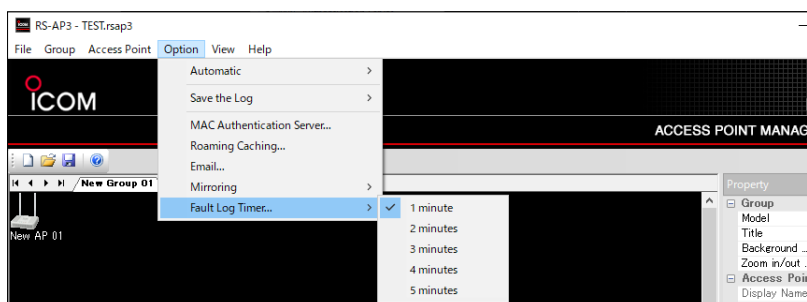 RS-AP3 - TEST.rsap3
File Group Access Point Option View Help
Automatic
Save the Log
MAC Authentication Server...
Roaming Caching...
Email...
Mirroring
Fault Log Timer...
1 minute
2 minutes
3 minutes
4 minutes
5 minutes
ICOM
ACCESS POINT MANAG
New Group 01
New AP 01
Property
Group
Model
Title
Background ...
Zoom in/out ..
Access Poi
Display Name